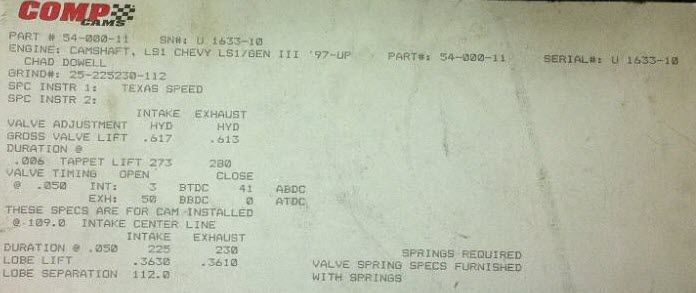 COMP
CAMS
PART # 54-000-11 SN#: U 1633-10
ENGINE: CAMSHAFT, LS1 CHEVY LS1/GEN III '97-UP PART#: 54-000-11 SERIAL#: U 1633-10
CHAD DOWELL
GRIND#: 25-225230-112
SPC INSTR 1: TEXAS SPEED
SPC INSTR 2:
INTAKE EXHAUST
VALVE ADJUSTMENT HYD HYD
GROSS VALVE LIFT .617 .613
DURATION @
.006 TAPPET LIFT 273 280
VALVE TIMING OPEN CLOSE
@ .050 INT: 3 BTDC 41 ABDC
EXH: 50 BBDC 0 ATDC
THESE SPECS ARE FOR CAM INSTALLED
@ 109.0 INTAKE CENTER LINE
INTAKE EXHAUST
DURATION @ .050 225 230
LOBE LIFT .3630 .3610
LOBE SEPARATION 112.0
SPRINGS REQUIRED
VALVE SPRING SPECS FURNISHED
WITH SPRINGS